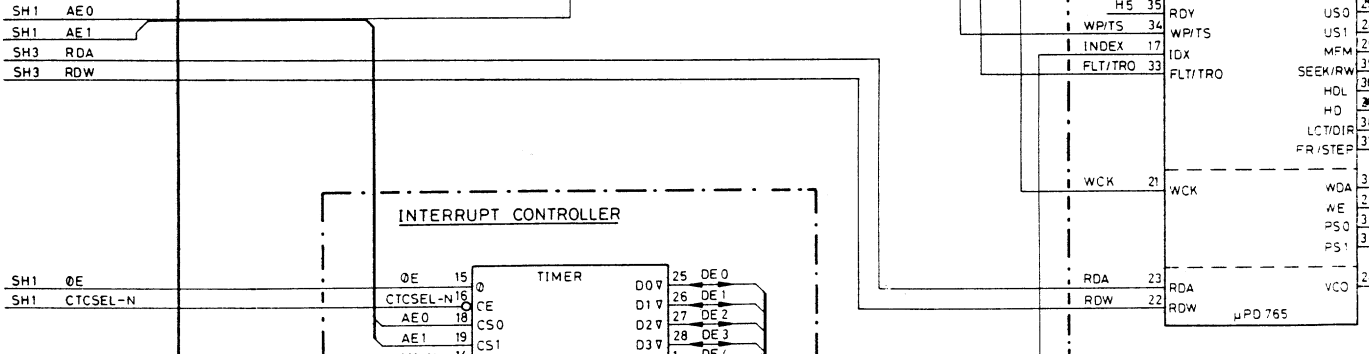 SH1 AE0
SH1 AE1
SH3 RDA
SH3 RDW
H5 35 RDY
WP/TS 34 WP/TS
INDEX 17 IDX
FLT/TRO 33 FLT/TRO
US0
US1
MFM
SEEK/RW
HDL
HD
LCT/DIR
FR/STEP
WCK 21 WCK
WDA
WE
PS0
PS1
INTERRUPT CONTROLLER
SH1 ØE
SH1 CTCSEL-N
ØE 15 Ø
CTCSEL-N 16 CE
AE0 18 CS0
AE1 19 CS1
TIMER
D0∇ 25 DE0
D1∇ 26 DE1
D2∇ 27 DE2
D3∇ 28 DE3
RDA 23 RDA
RDW 22 RDW
VCO
µPD765